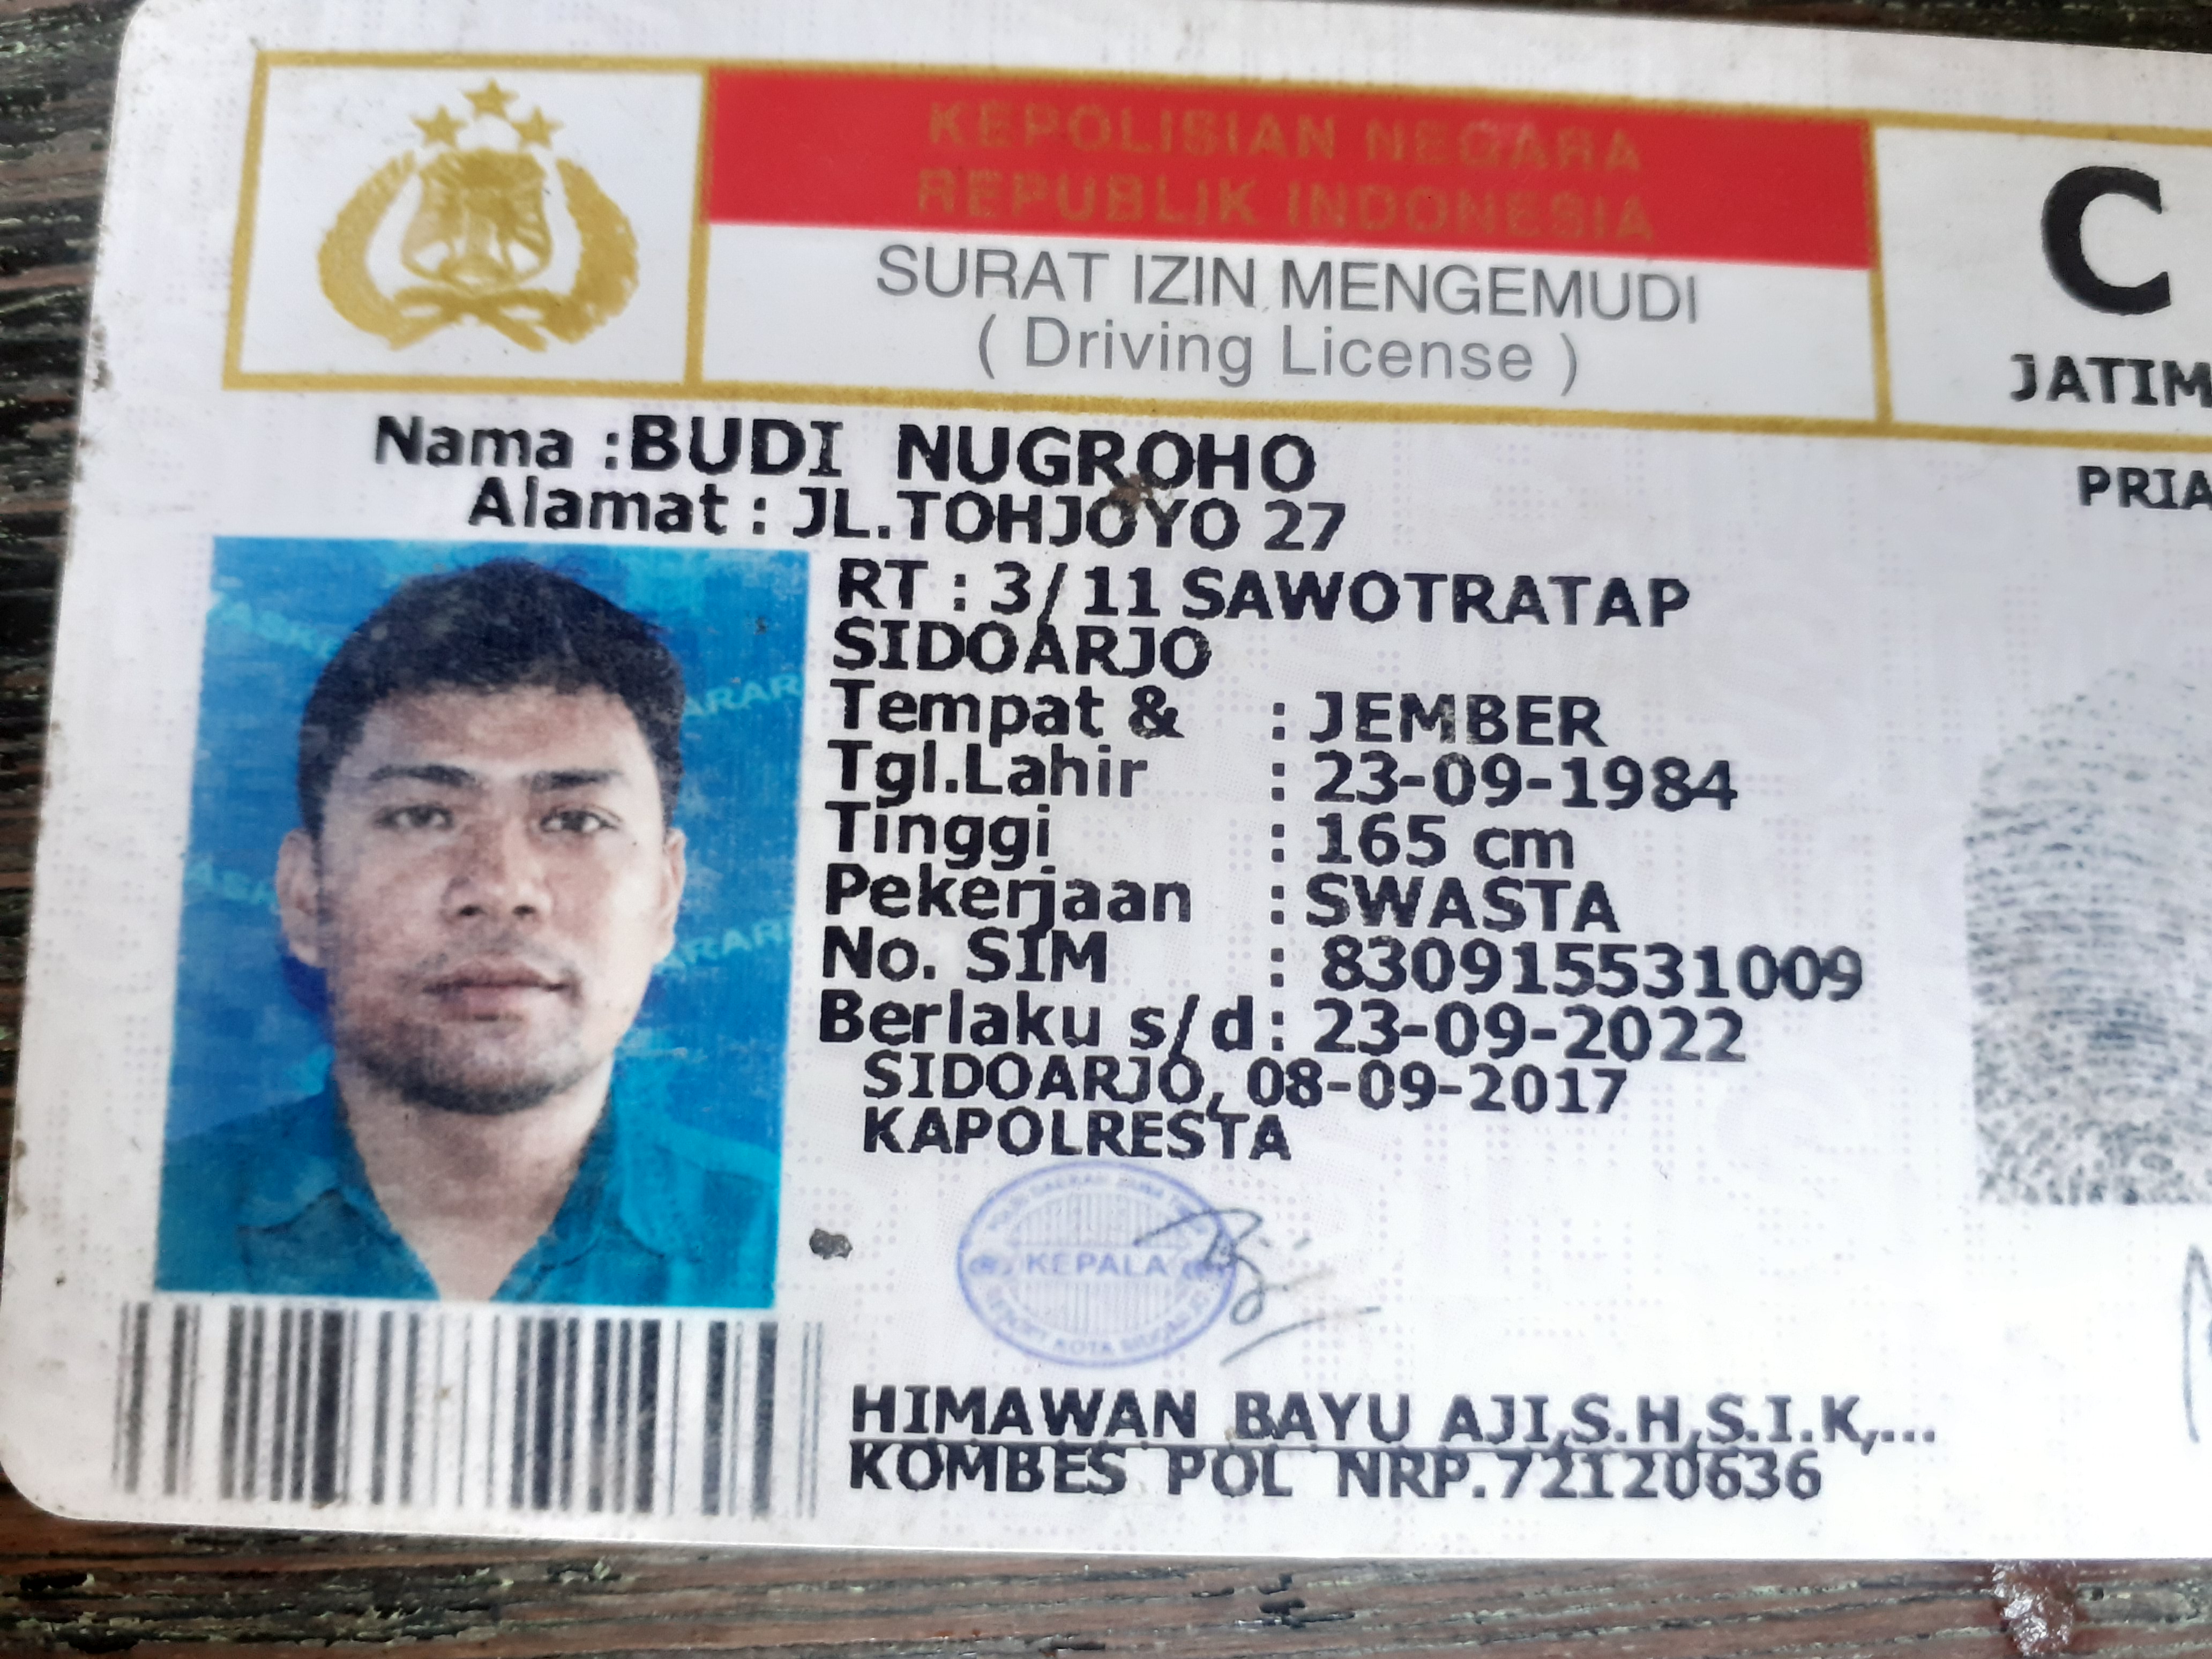 KEPOLISIAN NEGARA
REPUBLIK INDONESIA
SURAT IZIN MENGEMUDI
( Driving License )
C
JATIM
PRIA
Nama : BUDI NUGROHO
Alamat : JL. TOHJOYO 27
RT : 3/11 SAWOTRATAP
SIDOARJO
Tempat & : JEMBER
Tgl.Lahir : 23-09-1984
Tinggi : 165 cm
Pekerjaan : SWASTA
No. SIM : 830915531009
Berlaku s/d : 23-09-2022
SIDOARJO, 08-09-2017
KAPOLRESTA
KEPALA
HIMAWAN BAYU AJI.S.H.S.I.K,...
KOMBES POL NRP.72120636